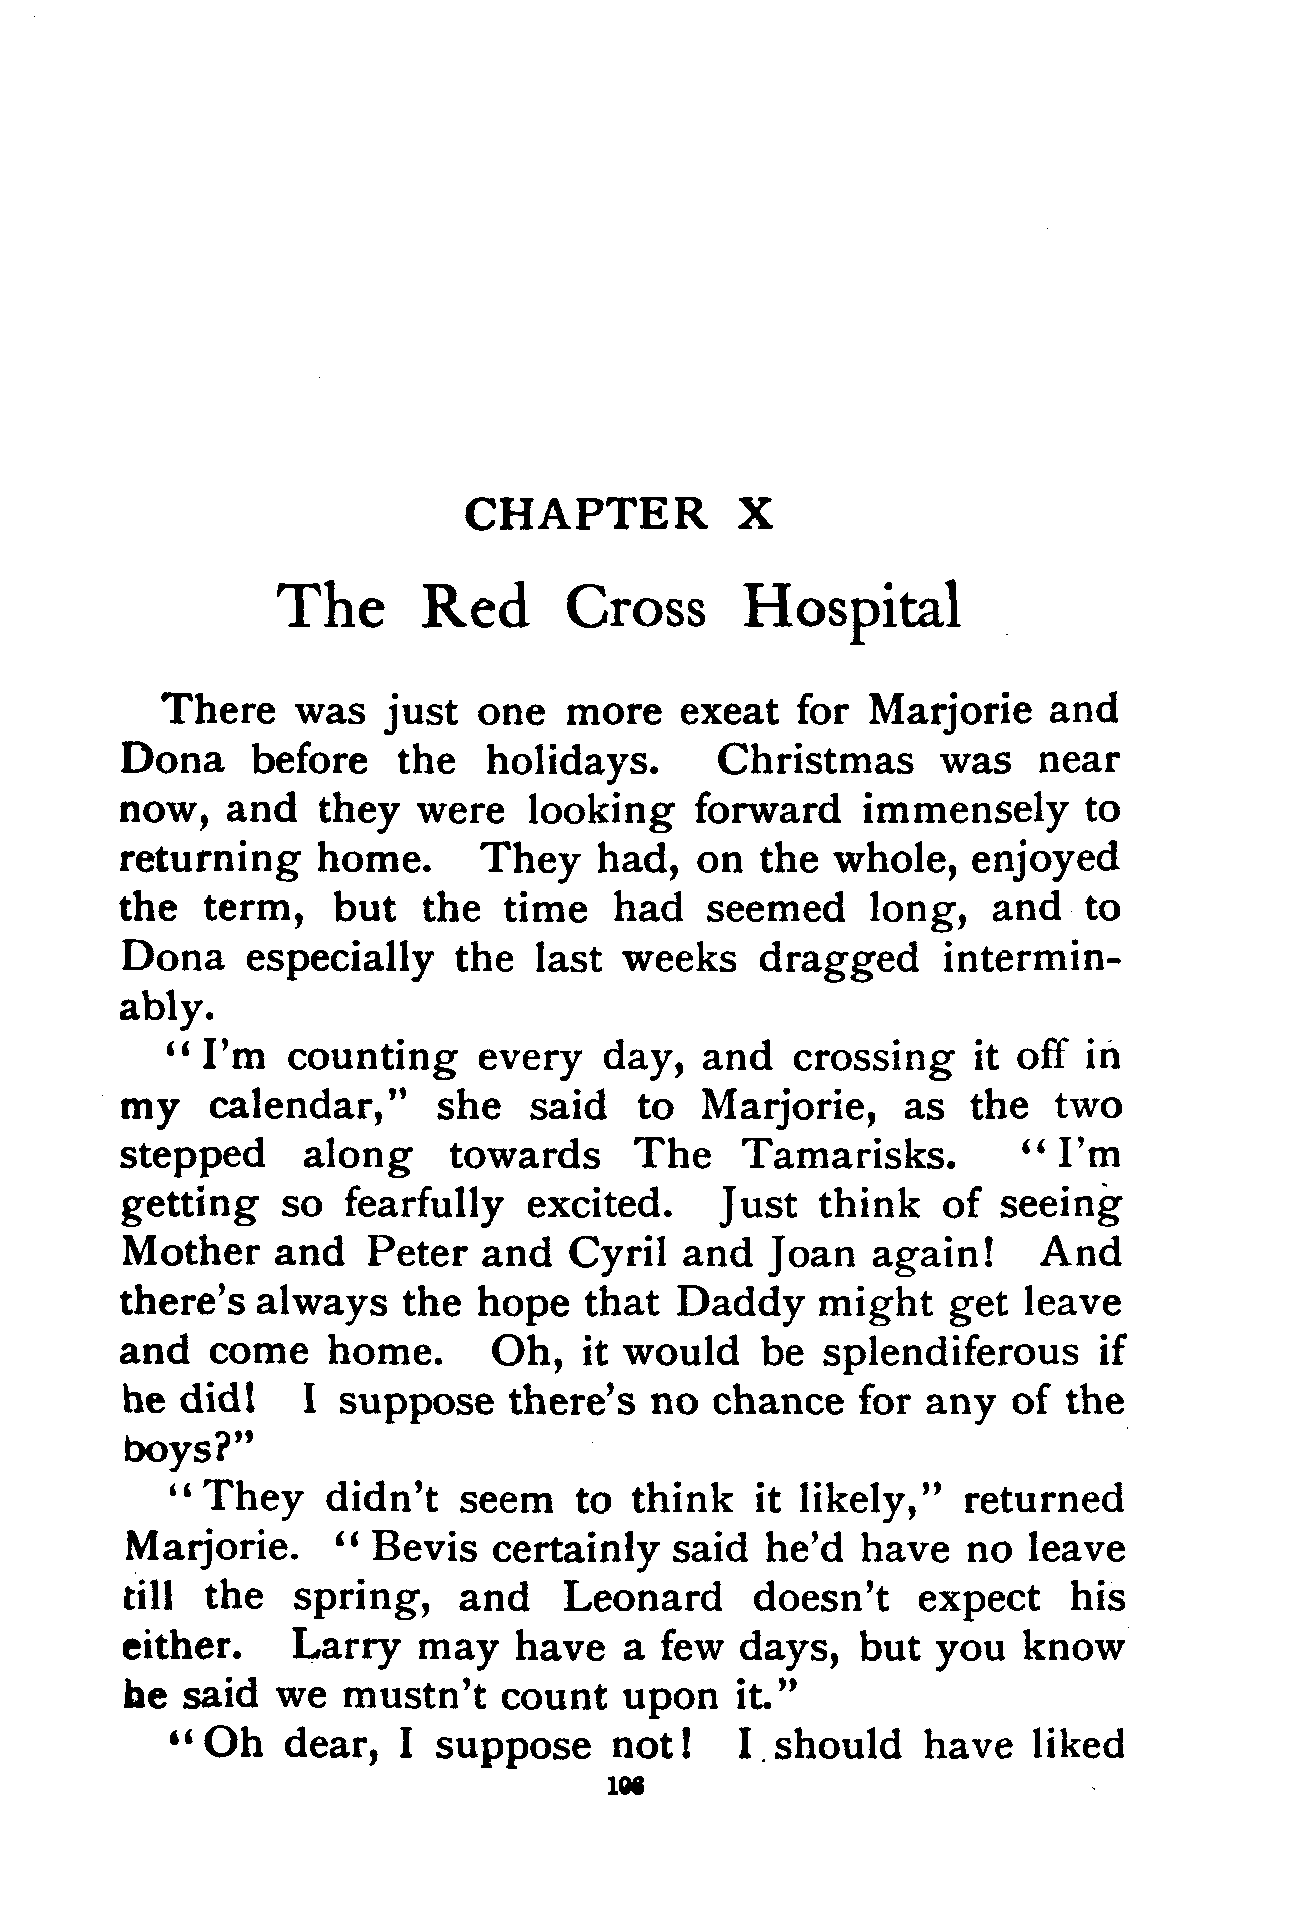 CHAPTER X
The Red Cross Hospital
There was just one more exeat for Marjorie and
Dona before the holidays. Christmas was near
now, and they were looking forward immensely to
returning home. They had, on the whole, enjoyed
the term, but the time had seemed long, and to
Dona especially the last weeks dragged intermin-
ably.
"I'm counting every day, and crossing it off in
my calendar," she said to Marjorie, as the two
stepped along towards The Tamarisks. "I'm
getting so fearfully excited. Just think of seeing
Mother and Peter and Cyril and Joan again! And
there's always the hope that Daddy might get leave
and come home. Oh, it would be splendiferous if
he did! I suppose there's no chance for any of the
boys?"
"They didn't seem to think it likely," returned
Marjorie. "Bevis certainly said he'd have no leave
till the spring, and Leonard doesn't expect his
either. Larry may have a few days, but you know
he said we mustn't count upon it."
"Oh dear, I suppose not! I should have liked
106